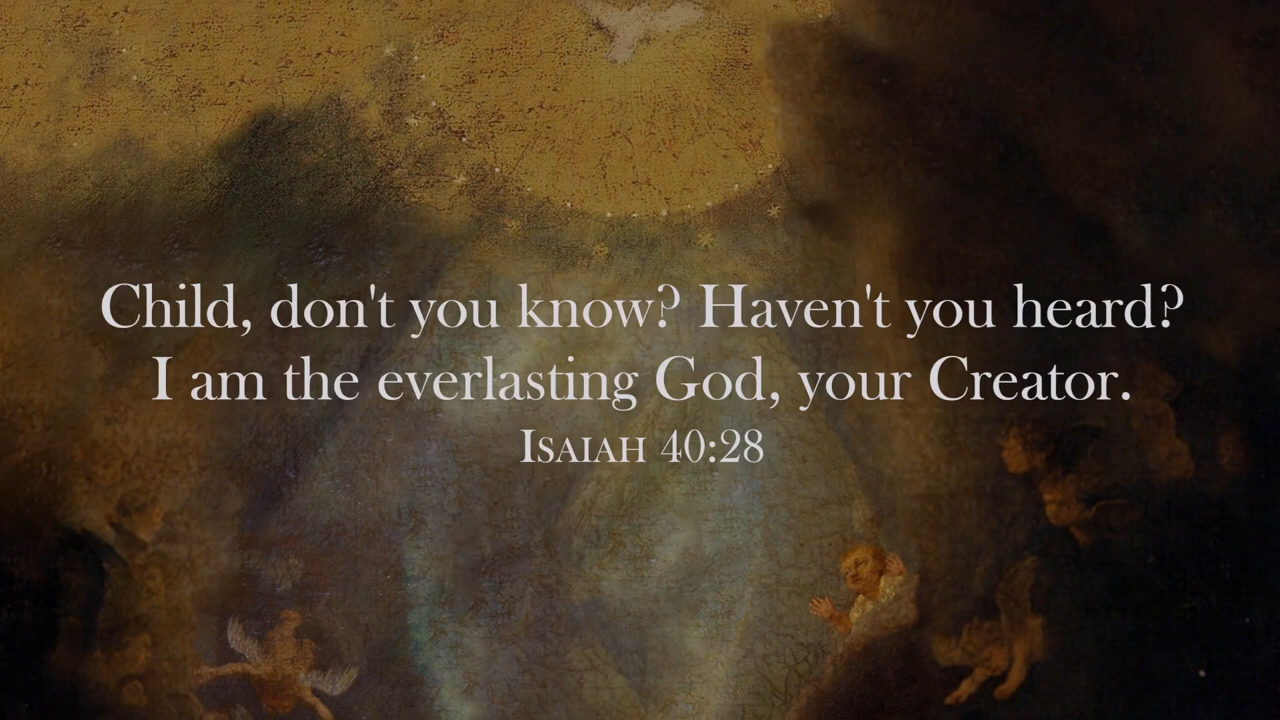 Child, don't you know? Haven't you heard?
I am the everlasting God, your Creator.
Isaiah 40:28